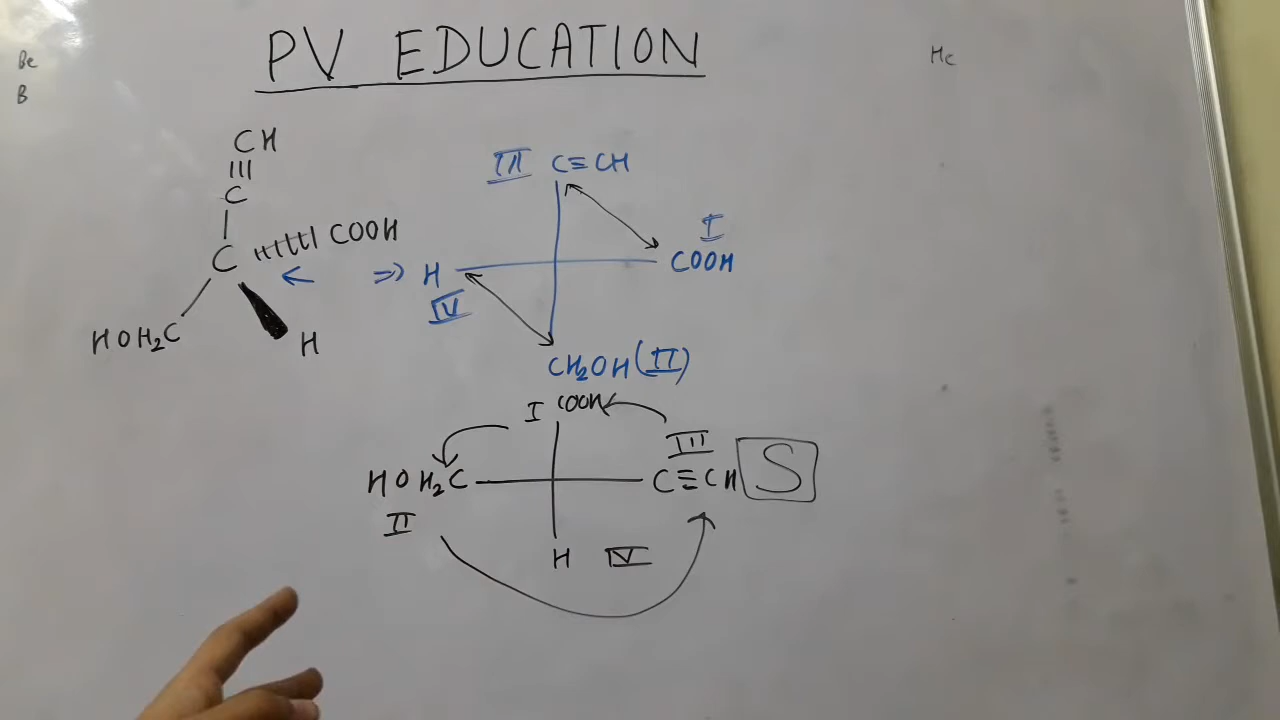 PV EDUCATION
Be
B
He
CH
III
C
C COOH
HOH₂C
H
III C≡CH
I
⇒ H COOH
IV
CH₂OH (II)
I COOH
III
HOH₂C C≡CH S
II
H IV